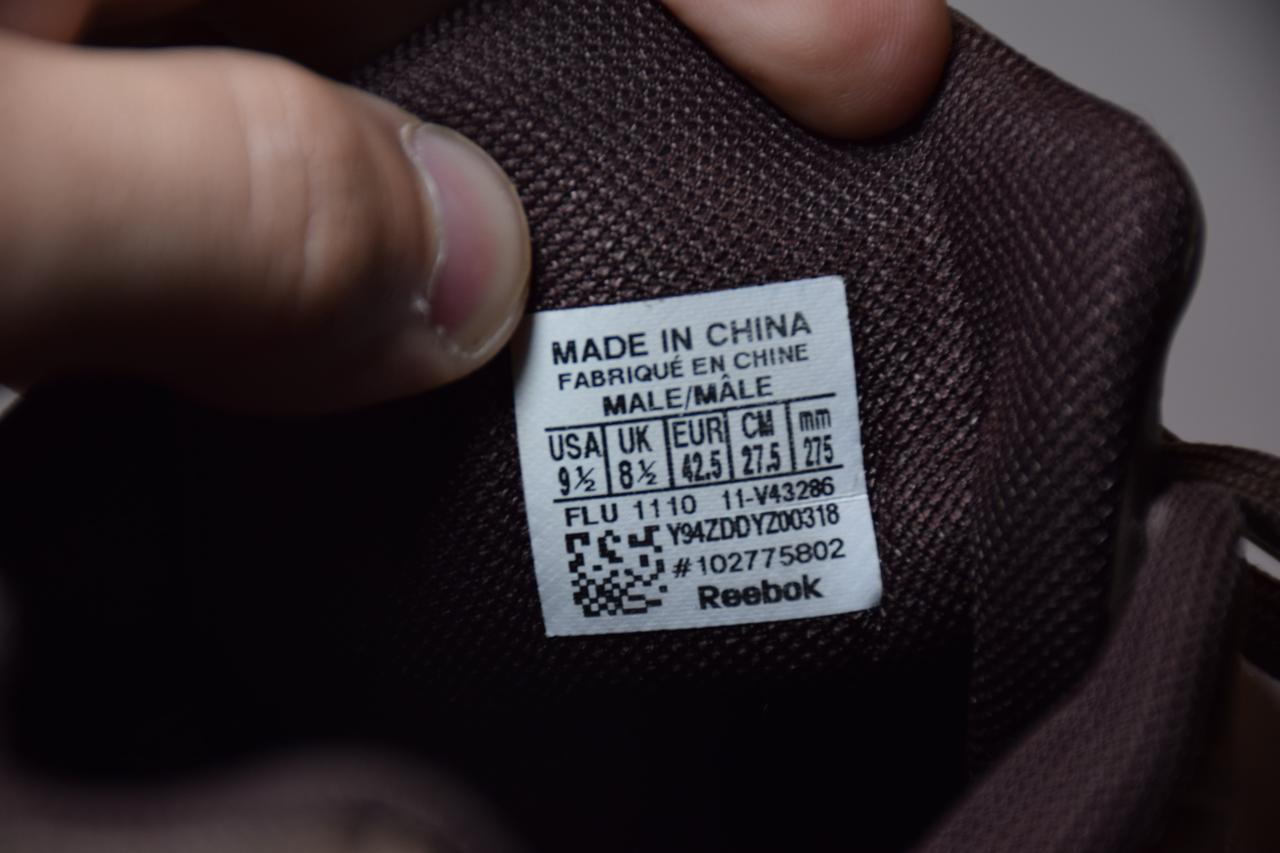 MADE IN CHINA
FABRIQUÉ EN CHINE
MALE/MÂLE
USA UK EUR CM mm
9½ 8½ 42.5 27.5 275
FLU 1110 11-V43286
Y94ZDDYZ00318
#102775802
Reebok